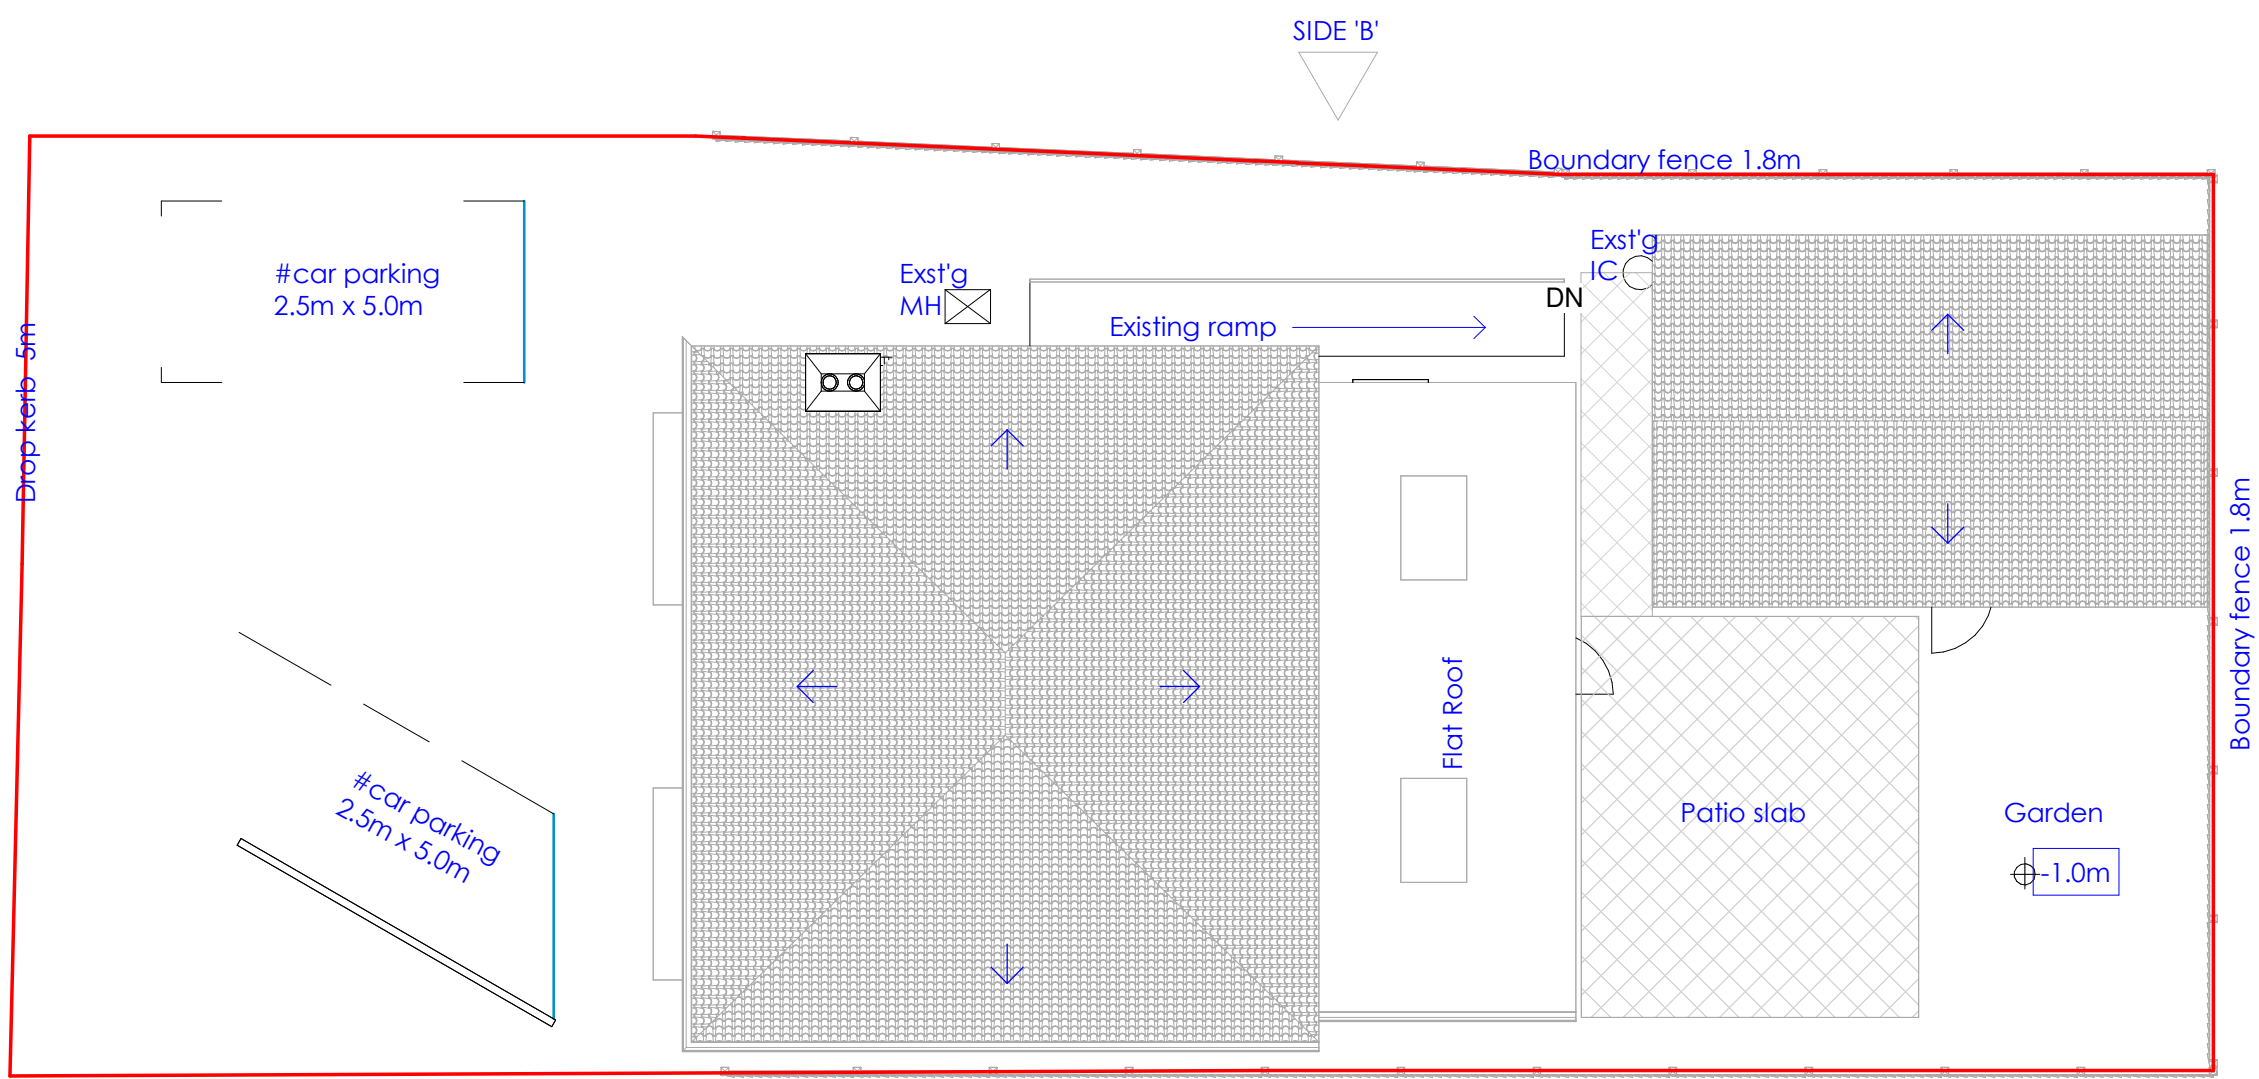 SIDE 'B'
Boundary fence 1.8m
Exst'g
IC
#car parking
2.5m x 5.0m
Exst'g
MH
DN
Existing ramp
Drop kerb 5m
Boundary fence 1.8m
Flat Roof
#car parking
2.5m x 5.0m
Patio slab
Garden
-1.0m